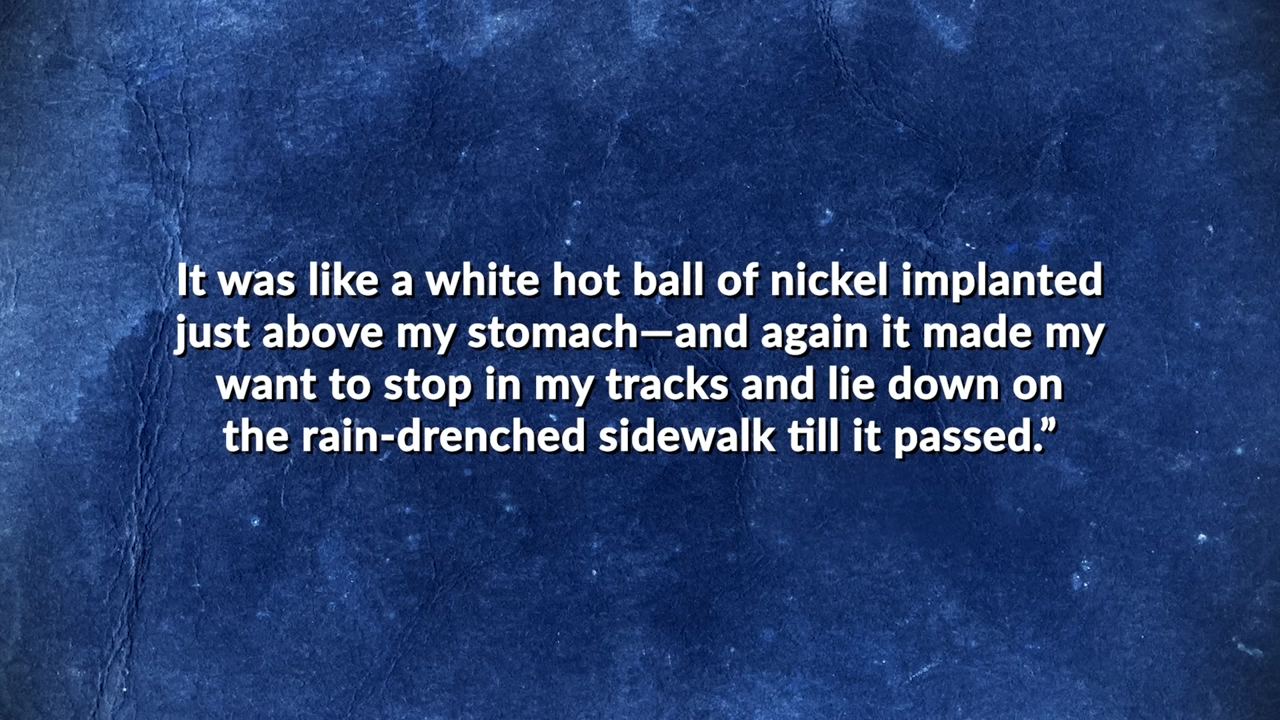 It was like a white hot ball of nickel implanted
just above my stomach—and again it made my
want to stop in my tracks and lie down on
the rain-drenched sidewalk till it passed.”